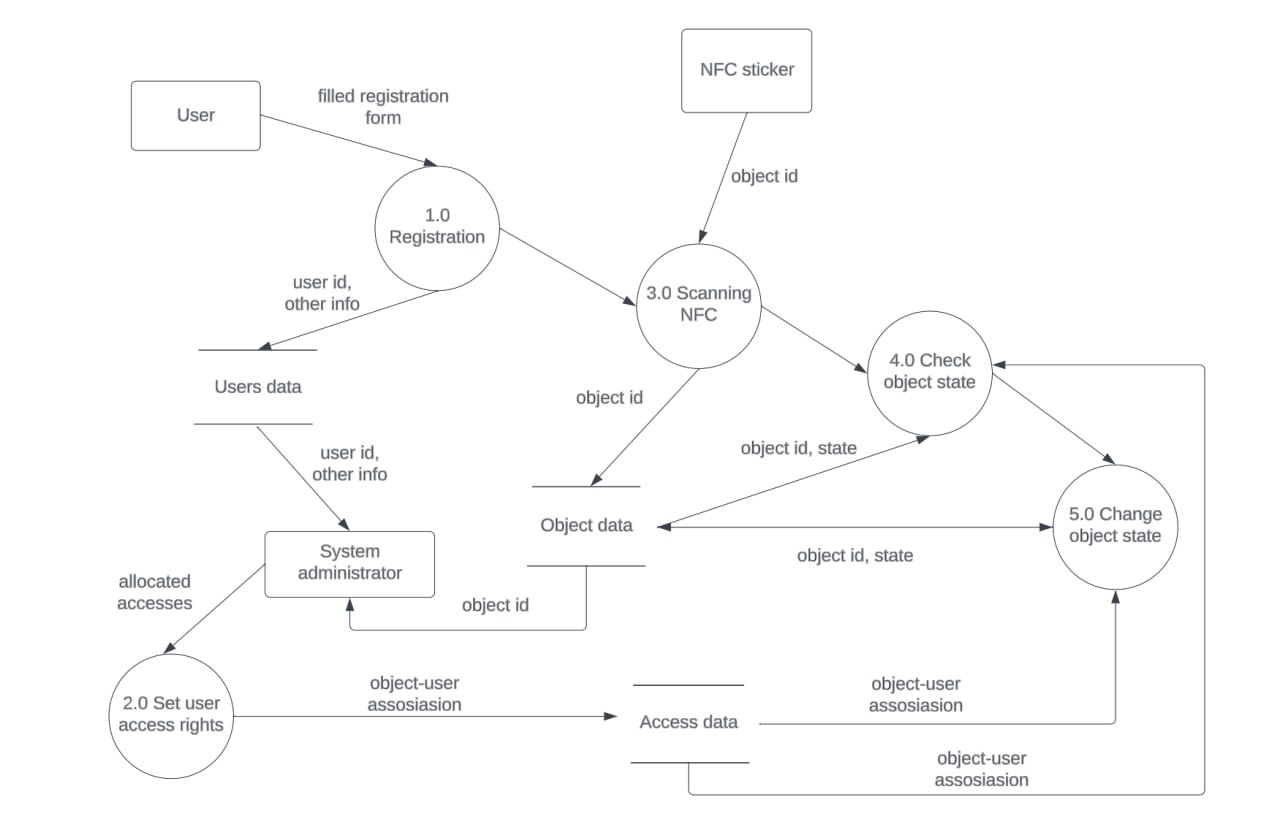 NFC sticker
User
filled registration
form
object id
1.0
Registration
user id,
other info
3.0 Scanning
NFC
4.0 Check
object state
Users data
object id
user id,
other info
object id, state
Object data
5.0 Change
object state
object id, state
System
administrator
allocated
accesses
object id
2.0 Set user
access rights
object-user
assosiasion
Access data
object-user
assosiasion
object-user
assosiasion